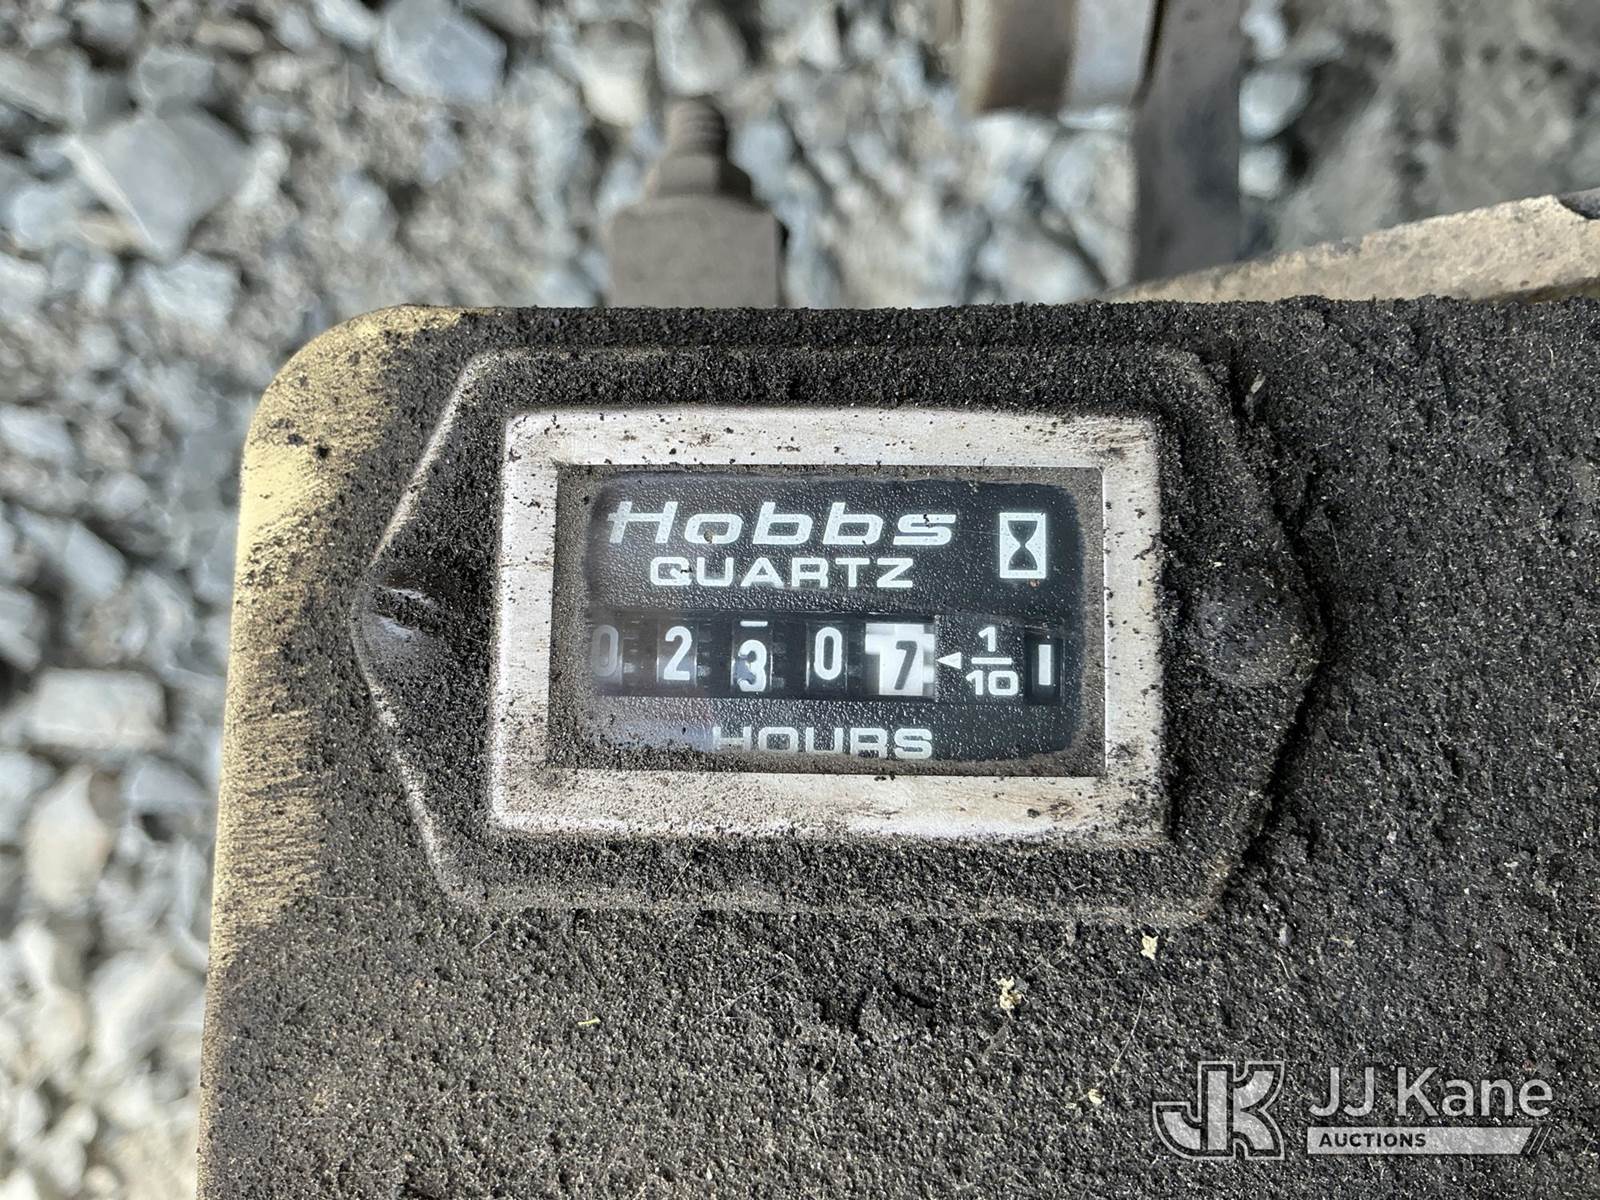 Hobbs
QUARTZ
0 2 3 0 7 1/10
HOURS
JK JJ Kane
AUCTIONS